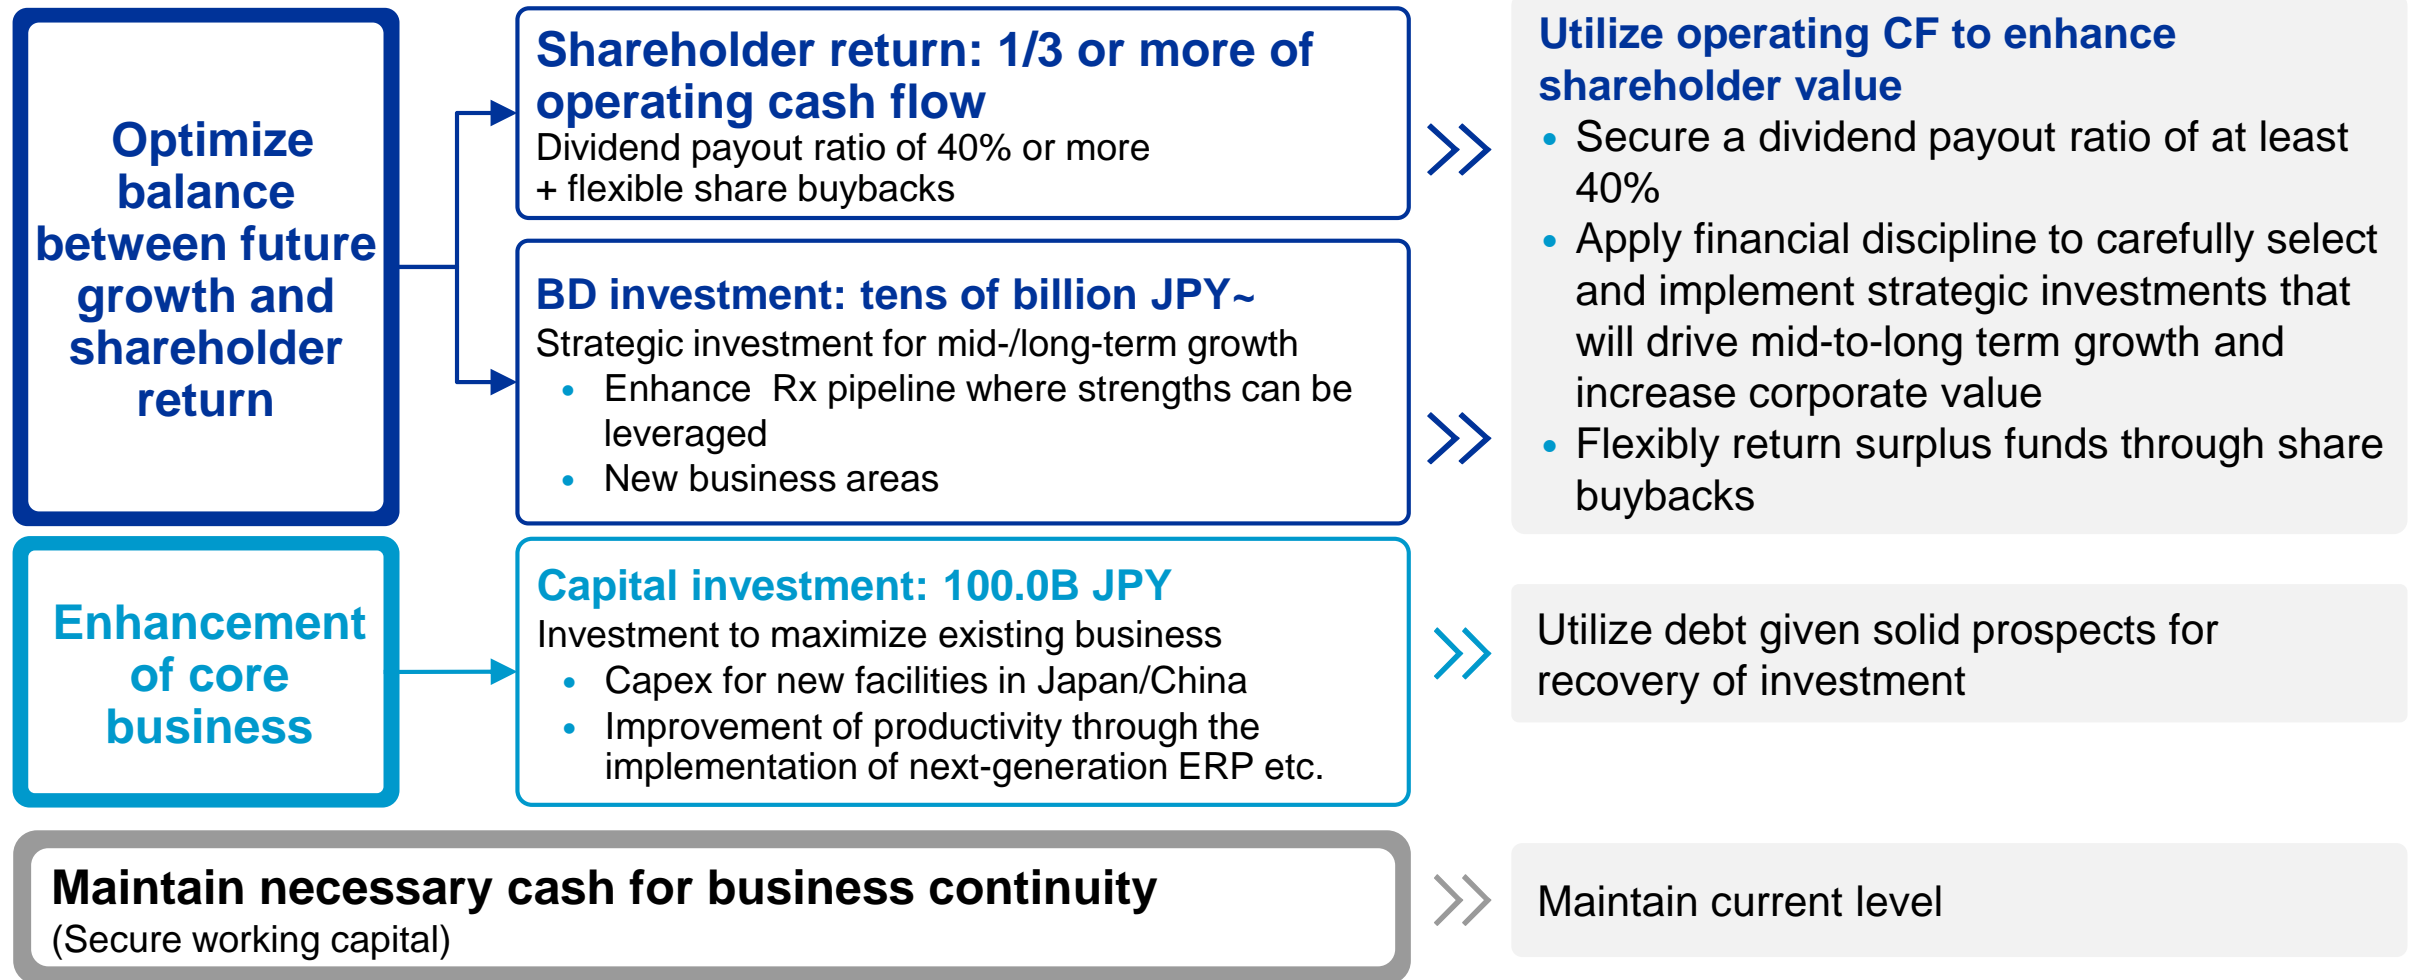 Optimize
balance
between future
growth and
shareholder
return
Shareholder return: 1/3 or more of
operating cash flow
Dividend payout ratio of 40% or more
+ flexible share buybacks
BD investment: tens of billion JPY~
Strategic investment for mid-/long-term growth
• Enhance Rx pipeline where strengths can be
leveraged
• New business areas
Utilize operating CF to enhance
shareholder value
• Secure a dividend payout ratio of at least
40%
• Apply financial discipline to carefully select
and implement strategic investments that
will drive mid-to-long term growth and
increase corporate value
• Flexibly return surplus funds through share
buybacks
Enhancement
of core
business
Capital investment: 100.0B JPY
Investment to maximize existing business
• Capex for new facilities in Japan/China
• Improvement of productivity through the
implementation of next-generation ERP etc.
Utilize debt given solid prospects for
recovery of investment
Maintain necessary cash for business continuity
(Secure working capital)
Maintain current level